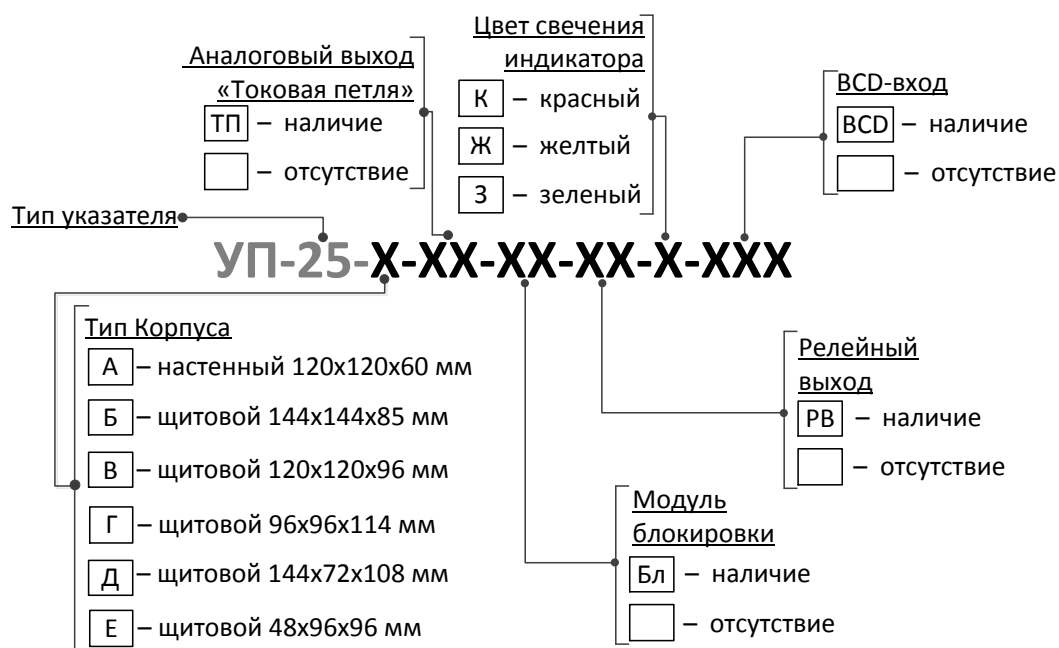 Аналоговый выход
«Токовая петля»
ТП – наличие
– отсутствие
Цвет свечения
индикатора
К – красный
Ж – желтый
З – зеленый
BCD-вход
BCD – наличие
– отсутствие
Тип указателя
УП-25-Х-ХХ-ХХ-ХХ-Х-ХХХ
Тип Корпуса
А – настенный 120х120х60 мм
Б – щитовой 144х144х85 мм
В – щитовой 120х120х96 мм
Г – щитовой 96х96х114 мм
Д – щитовой 144х72х108 мм
Е – щитовой 48х96х96 мм
Модуль
блокировки
Бл – наличие
– отсутствие
Релейный
выход
РВ – наличие
– отсутствие